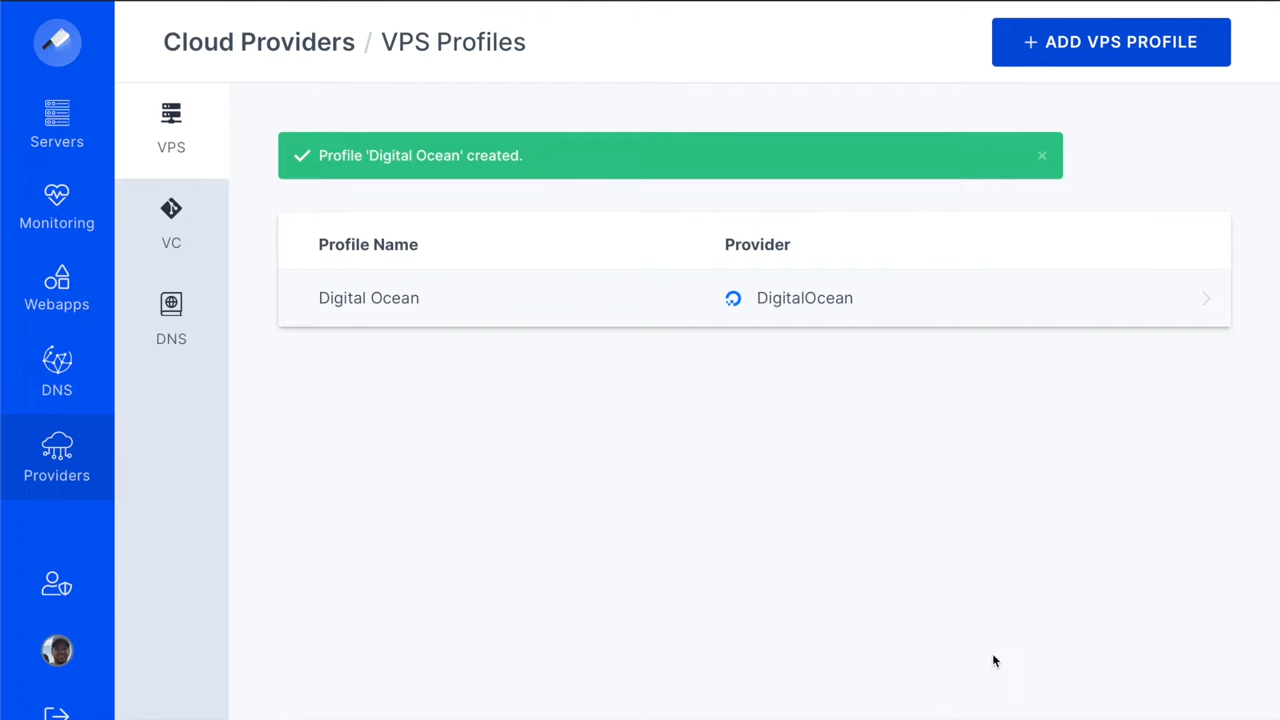 Cloud Providers / VPS Profiles
+ ADD VPS PROFILE
Servers
Monitoring
Webapps
DNS
Providers
VPS
VC
DNS
Profile 'Digital Ocean' created.
Profile Name Provider
Digital Ocean DigitalOcean